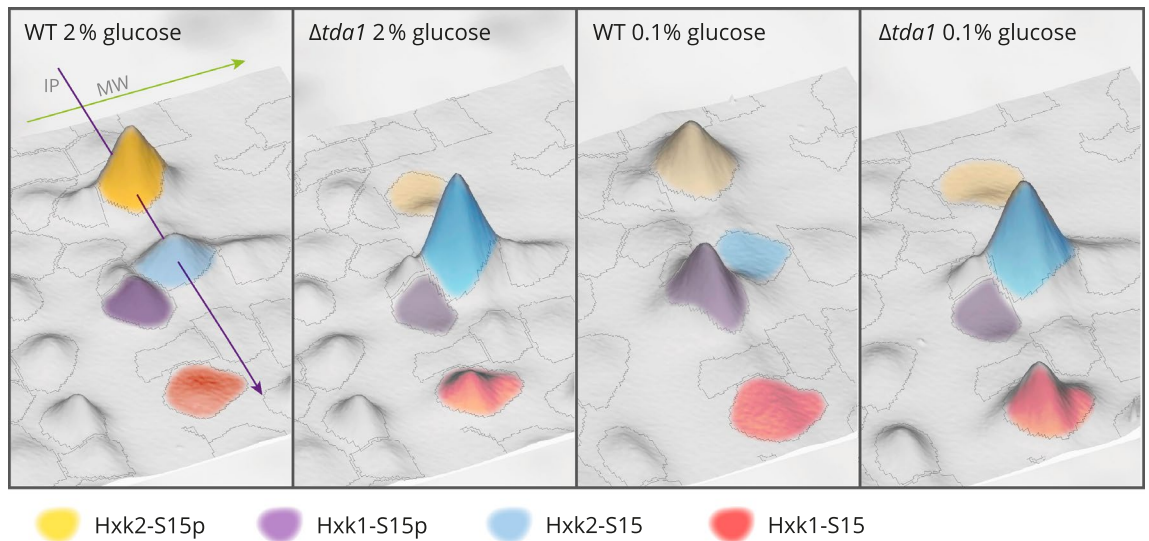 WT 2% glucose
Δtda1 2% glucose
WT 0.1% glucose
Δtda1 0.1% glucose
IP
MW
Hxk2-S15p
Hxk1-S15p
Hxk2-S15
Hxk1-S15